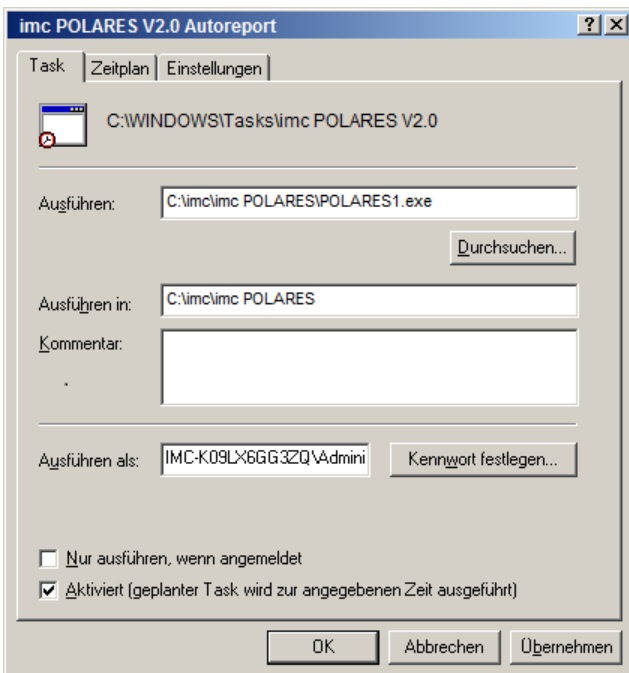 imc POLARES V2.0 Autoreport
Task Zeitplan Einstellungen
C:\WINDOWS\Tasks\imc POLARES V2.0
Ausführen: C:\imc\imc POLARES\POLARES1.exe
Durchsuchen...
Ausführen in: C:\imc\imc POLARES
Kommentar:
Ausführen als: IMC-K09LX6GG3ZQ\Admini Kennwort festlegen...
Nur ausführen, wenn angemeldet
Aktiviert (geplanter Task wird zur angegebenen Zeit ausgeführt)
OK Abbrechen Übernehmen